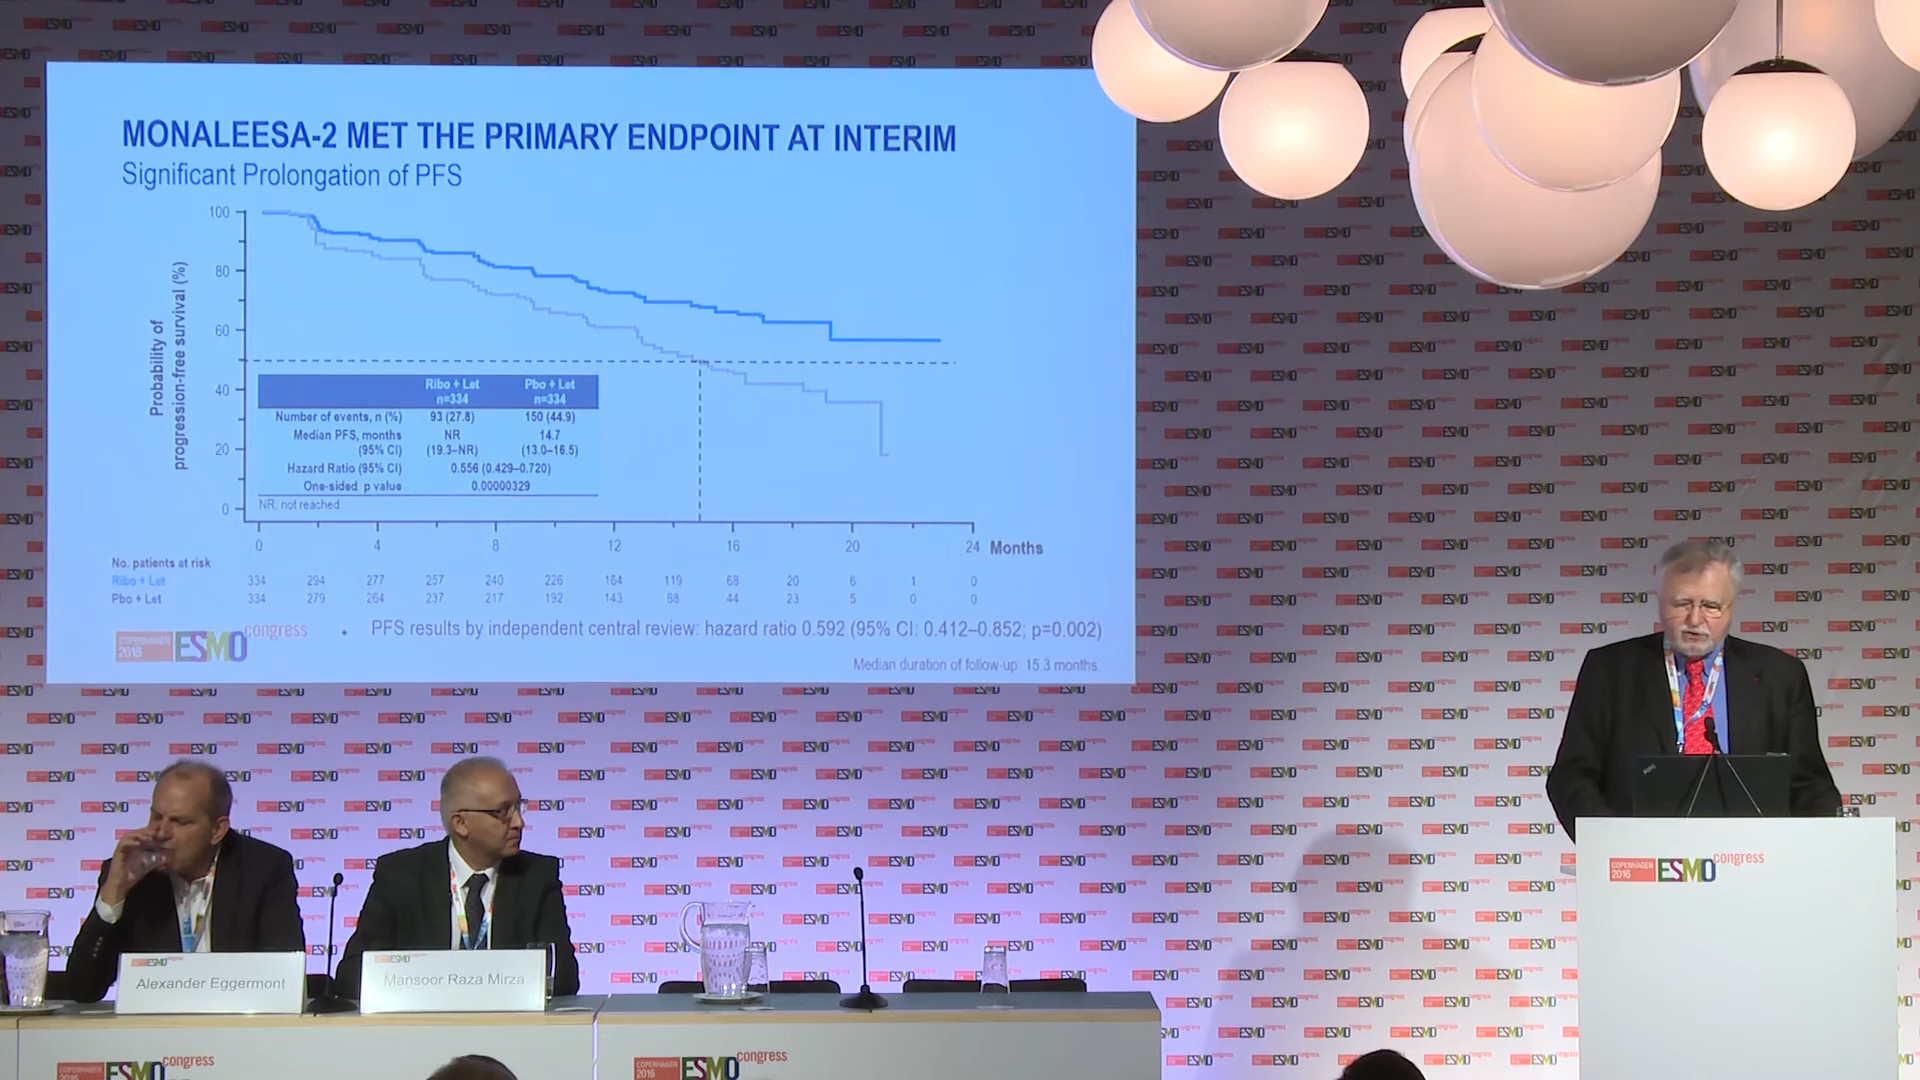 MONALEESA-2 MET THE PRIMARY ENDPOINT AT INTERIM
Significant Prolongation of PFS
Probability of
progression-free survival (%)
100
80
60
40
20
0
Ribo + Let Pbo + Let
n=334 n=334
Number of events, n (%) 93 (27.8) 150 (44.9)
Median PFS, months NR 14.7
(95% CI) (19.3–NR) (13.0–16.5)
Hazard Ratio (95% CI) 0.556 (0.429–0.720)
One-sided p value 0.00000329
NR, not reached
0 4 8 12 16 20 24 Months
No. patients at risk
Ribo + Let 334 294 277 257 240 226 164 119 68 20 6 1 0
Pbo + Let 334 279 264 237 217 192 143 88 44 23 5 0 0
COPENHAGEN
2016
ESMO congress
• PFS results by independent central review: hazard ratio 0.592 (95% CI: 0.412–0.852; p=0.002)
Median duration of follow-up: 15.3 months.
Alexander Eggermont
Mansoor Raza Mirza
COPENHAGEN
2016
ESMO congress
COPENHAGEN
2016
ESMO congress
COPENHAGEN
2016
ESMO congress